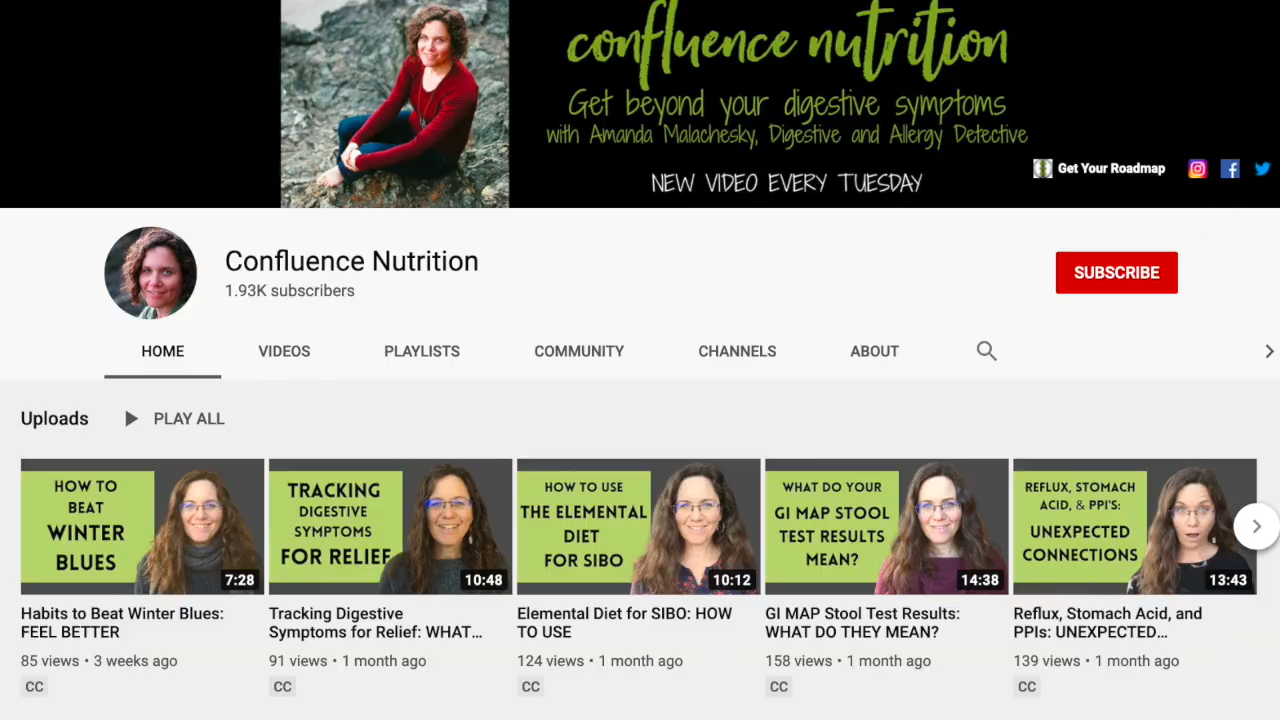 confluence nutrition
Get beyond your digestive symptoms
with Amanda Malachesky, Digestive and Allergy Detective
NEW VIDEO EVERY TUESDAY
Get Your Roadmap
Confluence Nutrition
1.93K subscribers
SUBSCRIBE
HOME VIDEOS PLAYLISTS COMMUNITY CHANNELS ABOUT
Uploads PLAY ALL
HOW TO
BEAT
WINTER
BLUES
7:28
TRACKING
DIGESTIVE
SYMPTOMS
FOR RELIEF
10:48
HOW TO USE
THE ELEMENTAL
DIET
FOR SIBO
10:12
WHAT DO YOUR
GI MAP STOOL
TEST RESULTS
MEAN?
14:38
REFLUX, STOMACH
ACID, & PPI'S:
UNEXPECTED
CONNECTIONS
13:43
Habits to Beat Winter Blues:
FEEL BETTER
85 views • 3 weeks ago
CC
Tracking Digestive
Symptoms for Relief: WHAT...
91 views • 1 month ago
CC
Elemental Diet for SIBO: HOW
TO USE
124 views • 1 month ago
CC
GI MAP Stool Test Results:
WHAT DO THEY MEAN?
158 views • 1 month ago
CC
Reflux, Stomach Acid, and
PPIs: UNEXPECTED...
139 views • 1 month ago
CC